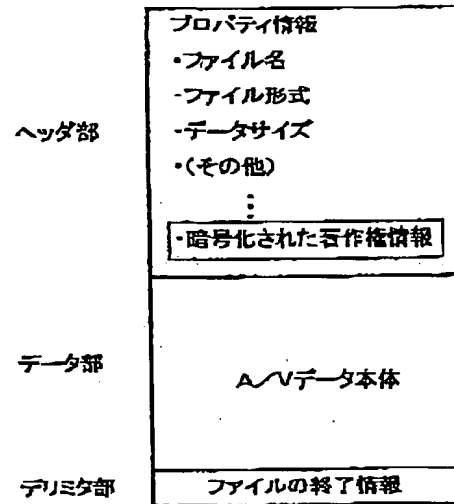 プロパティ情報
・ファイル名
-ファイル形式
ヘッダ部
-データサイズ
・(その他)
・暗号化された著作権情報
データ部
A/Vデータ本体
デリミタ部
ファイルの終了情報